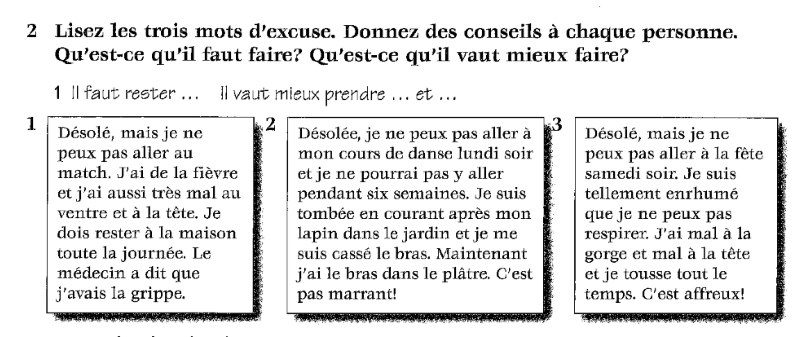 2 Lisez les trois mots d'excuse. Donnez des conseils à chaque personne.
Qu'est-ce qu'il faut faire? Qu'est-ce qu'il vaut mieux faire?
1 Il faut rester ... Il vaut mieux prendre ... et ...
1
Désolé, mais je ne
peux pas aller au
match. J'ai de la fièvre
et j'ai aussi très mal au
ventre et à la tête. Je
dois rester à la maison
toute la journée. Le
médecin a dit que
j'avais la grippe.
2
Désolée, je ne peux pas aller à
mon cours de danse lundi soir
et je ne pourrai pas y aller
pendant six semaines. Je suis
tombée en courant après mon
lapin dans le jardin et je me
suis cassé le bras. Maintenant
j'ai le bras dans le plâtre. C'est
pas marrant!
3
Désolé, mais je ne
peux pas aller à la fête
samedi soir. Je suis
tellement enrhumé
que je ne peux pas
respirer. J'ai mal à la
gorge et mal à la tête
et je tousse tout le
temps. C'est affreux!